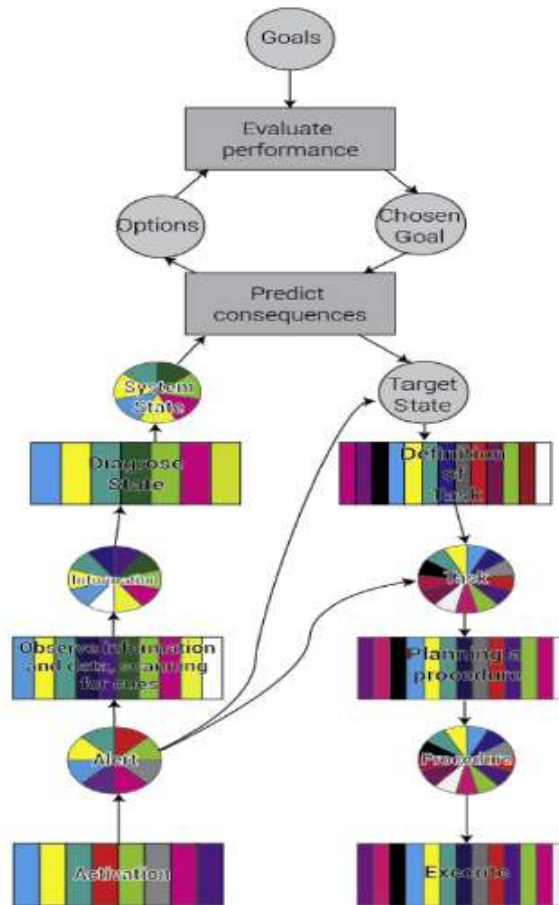 Goals
Evaluate
performance
Options
Chosen
Goal
Predict
consequences
System
State
Target
State
Diagnose
State
Definition
of
Task
Information
Task
Observe information
and data, scanning
for cues
Planning a
procedure
Alert
Procedure
Activation
Execute